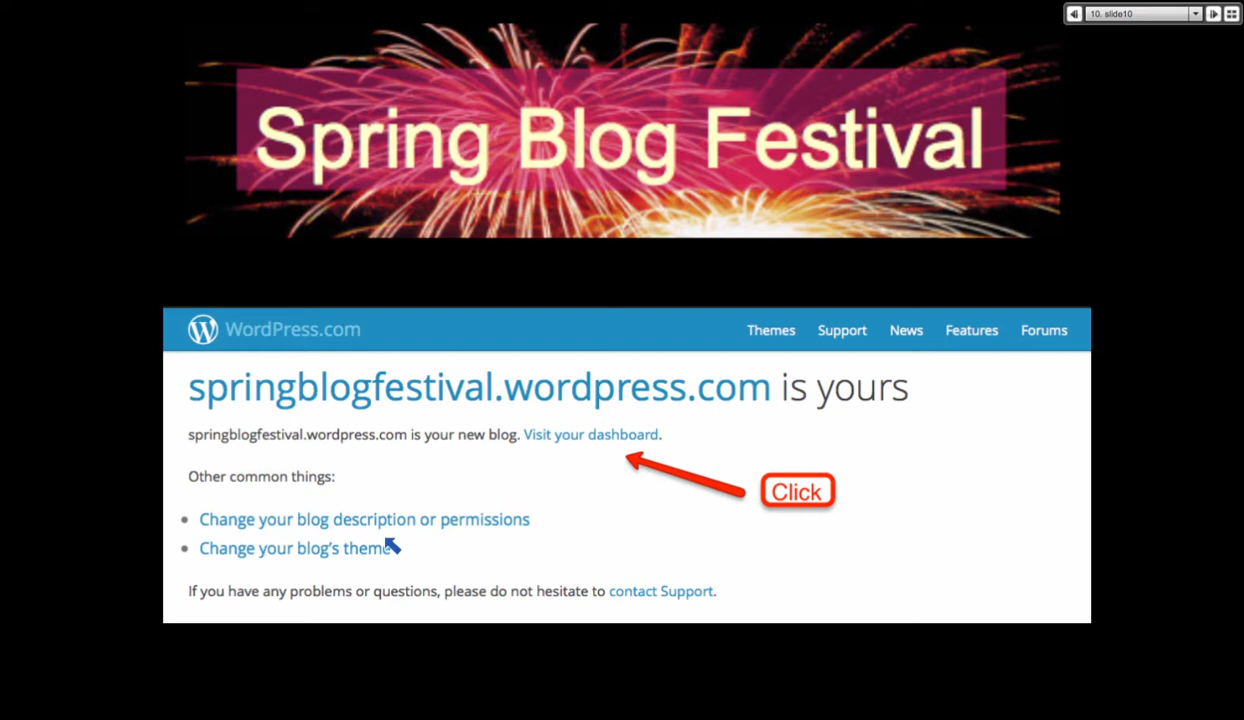 10. slide10
Spring Blog Festival
WordPress.com
Themes Support News Features Forums
springblogfestival.wordpress.com is yours
springblogfestival.wordpress.com is your new blog. Visit your dashboard.
Other common things:
Click
Change your blog description or permissions
Change your blog's theme
If you have any problems or questions, please do not hesitate to contact Support.